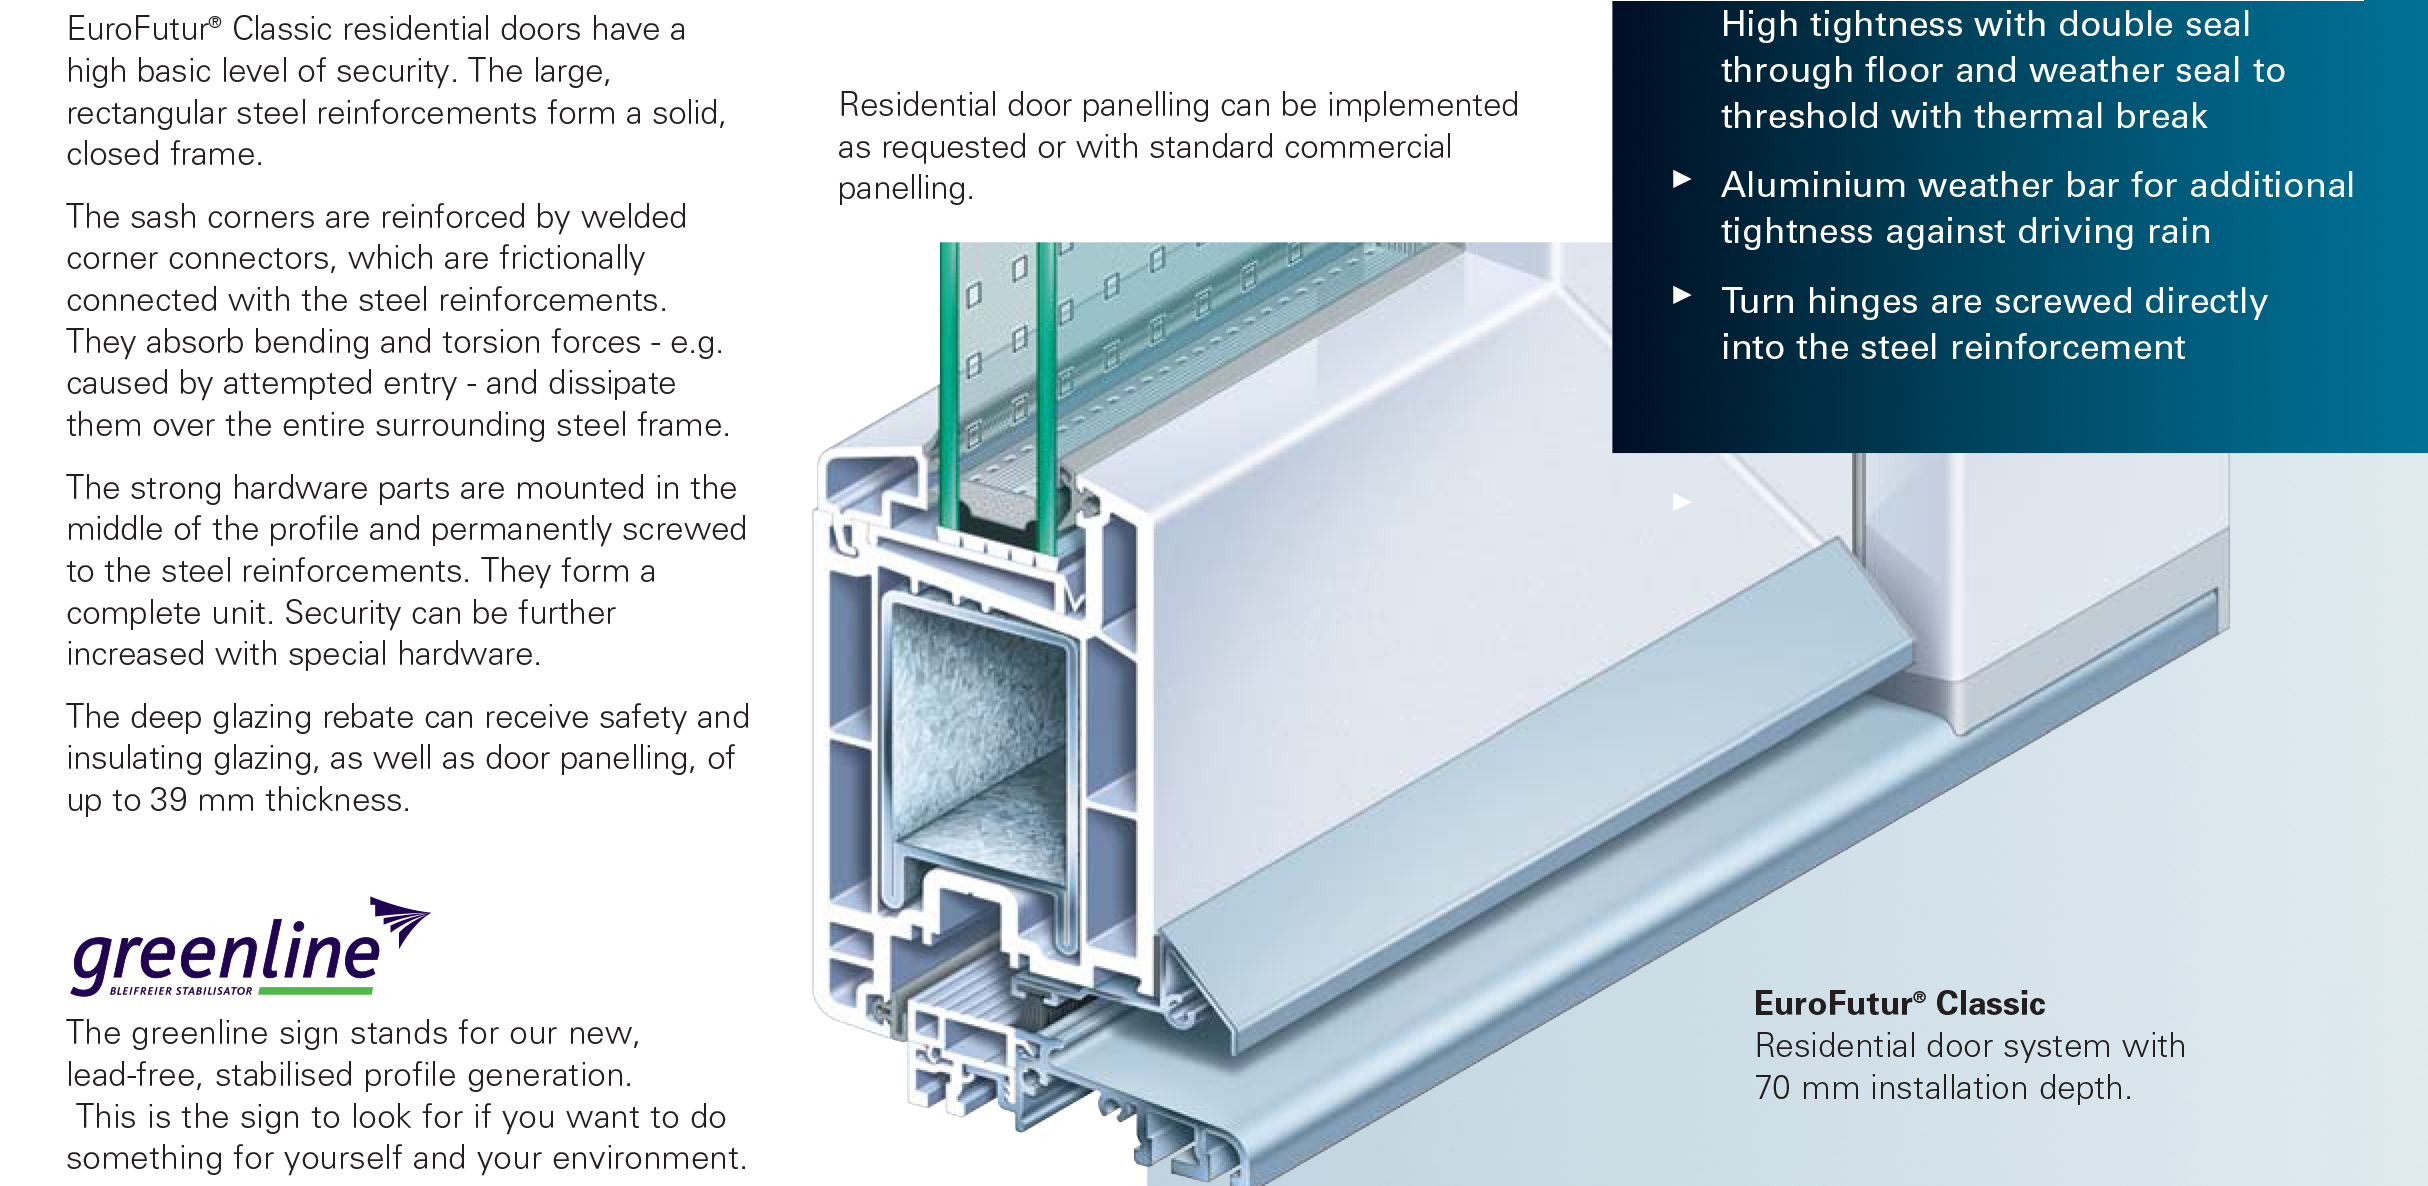 EuroFutur® Classic residential doors have a
high basic level of security. The large,
rectangular steel reinforcements form a solid,
closed frame.
The sash corners are reinforced by welded
corner connectors, which are frictionally
connected with the steel reinforcements.
They absorb bending and torsion forces - e.g.
caused by attempted entry - and dissipate
them over the entire surrounding steel frame.
The strong hardware parts are mounted in the
middle of the profile and permanently screwed
to the steel reinforcements. They form a
complete unit. Security can be further
increased with special hardware.
The deep glazing rebate can receive safety and
insulating glazing, as well as door panelling, of
up to 39 mm thickness.
greenline
BLEIFREIER STABILISATOR
The greenline sign stands for our new,
lead-free, stabilised profile generation.
This is the sign to look for if you want to do
something for yourself and your environment.
Residential door panelling can be implemented
as requested or with standard commercial
panelling.
High tightness with double seal
through floor and weather seal to
threshold with thermal break
► Aluminium weather bar for additional
tightness against driving rain
► Turn hinges are screwed directly
into the steel reinforcement
►
EuroFutur® Classic
Residential door system with
70 mm installation depth.